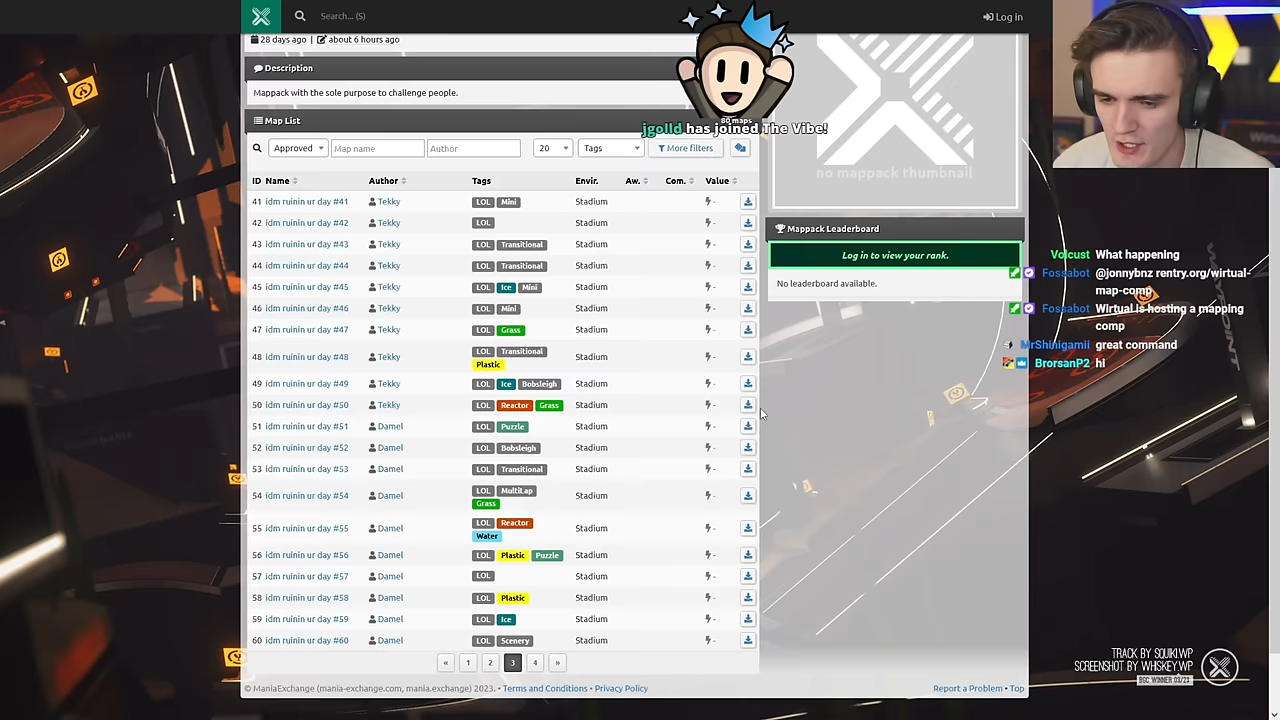 Search... (S)
Log in
28 days ago | about 6 hours ago
Description
Mappack with the sole purpose to challenge people.
80 maps
jgolld has joined The Vibe!
Map List
Approved Map name Author 20 Tags More filters
ID Name Author Tags Envir. Aw. Com. Value
41 idm ruinin ur day #41 Tekky LOL Mini Stadium -
42 idm ruinin ur day #42 Tekky LOL Stadium -
43 idm ruinin ur day #43 Tekky LOL Transitional Stadium -
44 idm ruinin ur day #44 Tekky LOL Transitional Stadium -
45 idm ruinin ur day #45 Tekky LOL Ice Mini Stadium -
46 idm ruinin ur day #46 Tekky LOL Mini Stadium -
47 idm ruinin ur day #47 Tekky LOL Grass Stadium -
48 idm ruinin ur day #48 Tekky LOL Transitional Stadium -
Plastic
49 idm ruinin ur day #49 Tekky LOL Ice Bobsleigh Stadium -
50 idm ruinin ur day #50 Tekky LOL Reactor Grass Stadium -
51 idm ruinin ur day #51 Damel LOL Puzzle Stadium -
52 idm ruinin ur day #52 Damel LOL Bobsleigh Stadium -
53 idm ruinin ur day #53 Damel LOL Transitional Stadium -
54 idm ruinin ur day #54 Damel LOL MultiLap Stadium -
Grass
55 idm ruinin ur day #55 Damel LOL Reactor Stadium -
Water
56 idm ruinin ur day #56 Damel LOL Plastic Puzzle Stadium -
57 idm ruinin ur day #57 Damel LOL Stadium -
58 idm ruinin ur day #58 Damel LOL Plastic Stadium -
59 idm ruinin ur day #59 Damel LOL Ice Stadium -
60 idm ruinin ur day #60 Damel LOL Scenery Stadium -
« 1 2 3 4 »
© ManiaExchange (mania-exchange.com, mania.exchange) 2023. • Terms and Conditions • Privacy Policy
Report a Problem • Top
no mappack thumbnail
Mappack Leaderboard
Log in to view your rank.
No leaderboard available.
Volcust What happening
Fossabot @jonnybnz rentry.org/wirtual-
map-comp
Fossabot Wirtual is hosting a mapping
comp
MrShinigamii great command
BrorsanP2 hi
TRACK BY SQUIKI.WP
SCREENSHOT BY WHISKEY.WP
BGC WINNER 03/23